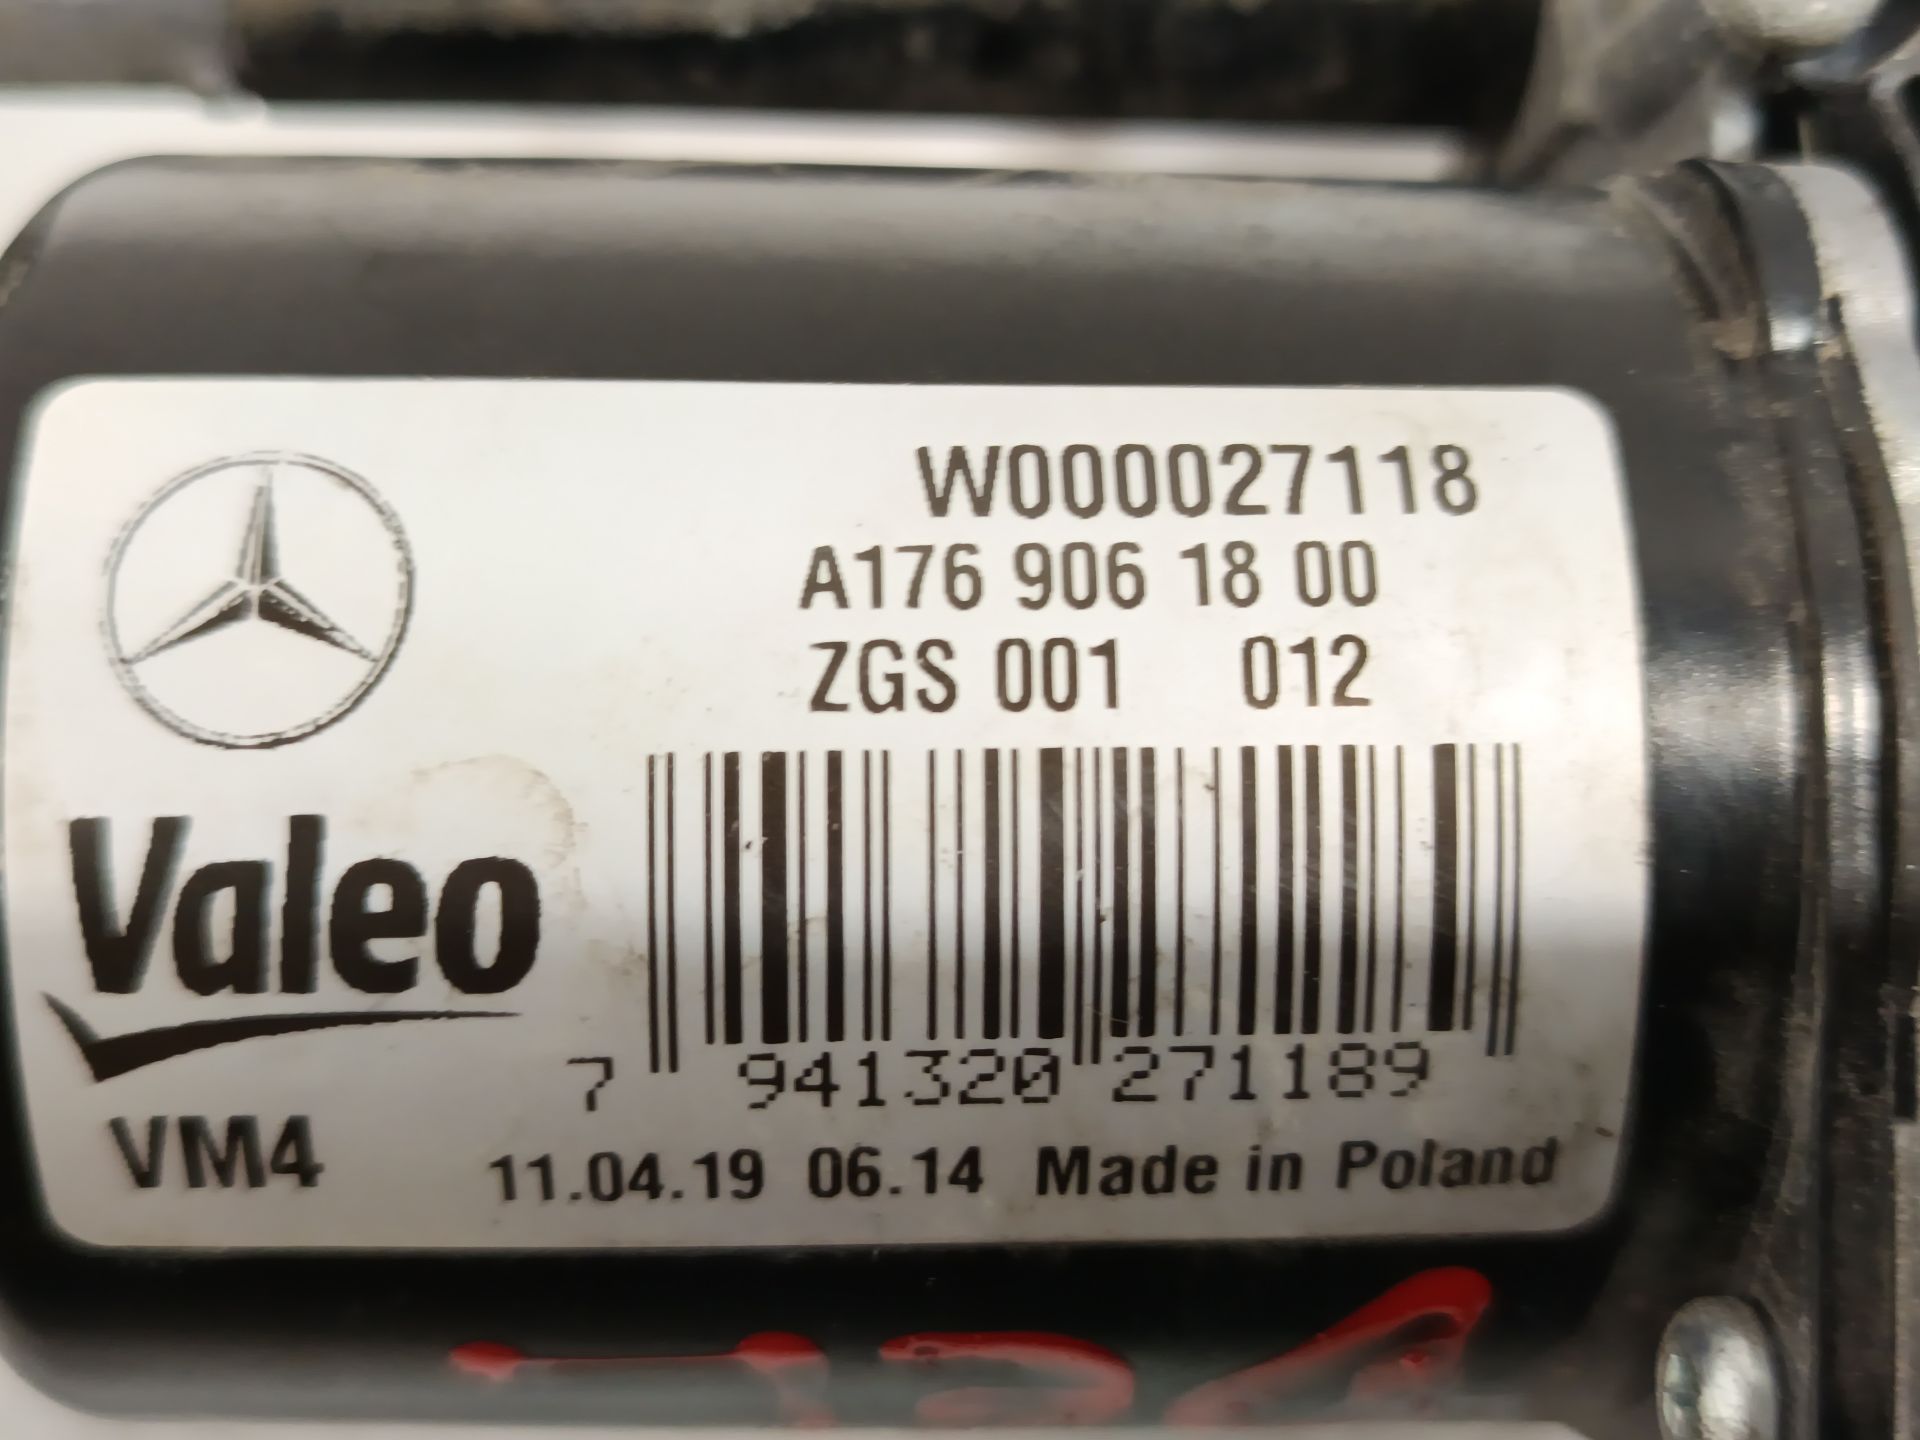 W000027118
A176 906 18 00
ZGS 001 012
Valeo
7 941320 271189
VM4
11.04.19 06.14 Made in Poland